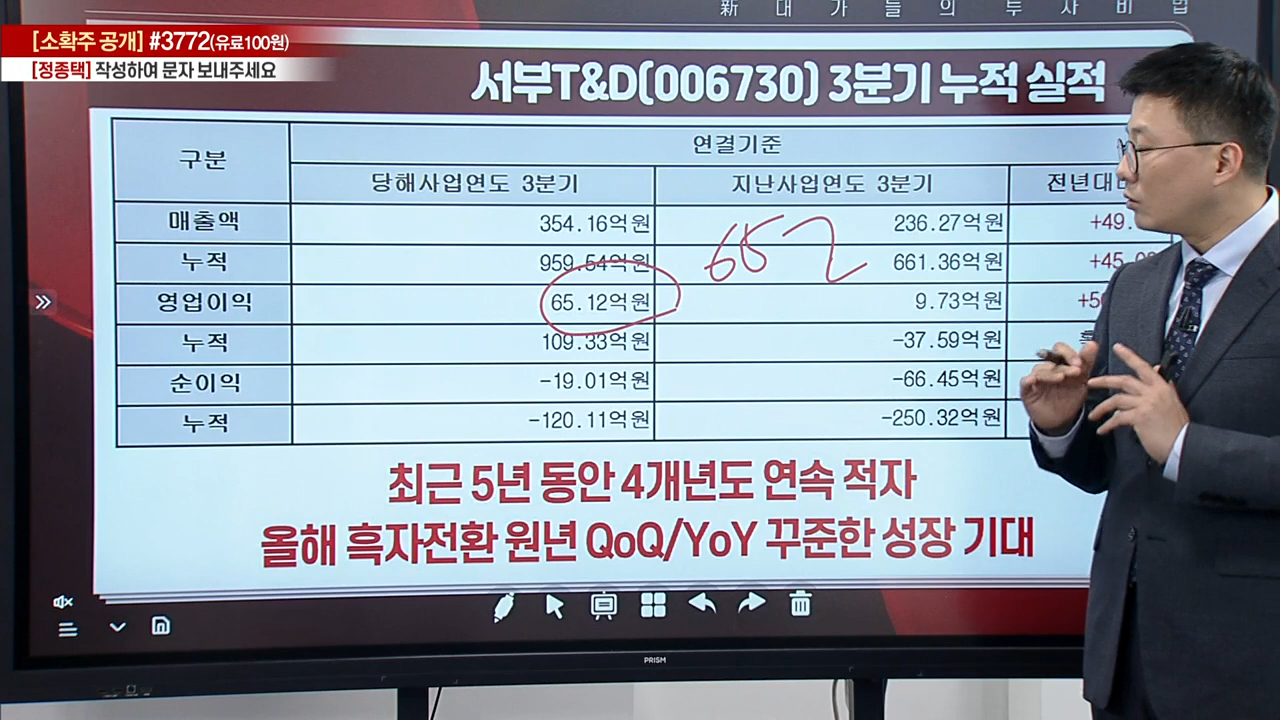 新 대 가 들 의 투 자 비 법
[소확주 공개] #3772(유료100원)
[정종택] 작성하여 문자 보내주세요
서부T&D(006730) 3분기 누적 실적
구분 연결기준
당해사업연도 3분기 지난사업연도 3분기 전년대비
매출액 354.16억원 236.27억원 +49.
누적 959.54억원 661.36억원 +45.
652
영업이익 65.12억원 9.73억원
누적 109.33억원 -37.59억원
순이익 -19.01억원 -66.45억원
누적 -120.11억원 -250.32억원
최근 5년 동안 4개년도 연속 적자
올해 흑자전환 원년 QoQ/YoY 꾸준한 성장 기대
PRISM